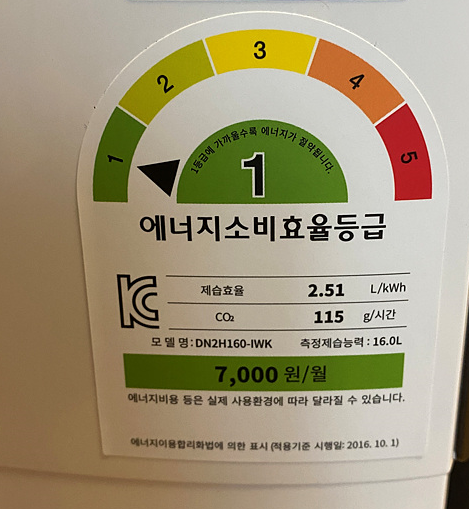 1 2 3 4 5
1등급에 가까울수록 에너지가 절약됩니다.
1
에너지소비효율등급
제습효율 2.51 L/kWh
CO₂ 115 g/시간
모 델 명 : DN2H160-IWK 측정제습능력 : 16.0L
7,000 원/월
에너지비용 등은 실제 사용환경에 따라 달라질 수 있습니다.
에너지이용합리화법에 의한 표시 (적용기준 시행일: 2016. 10. 1)